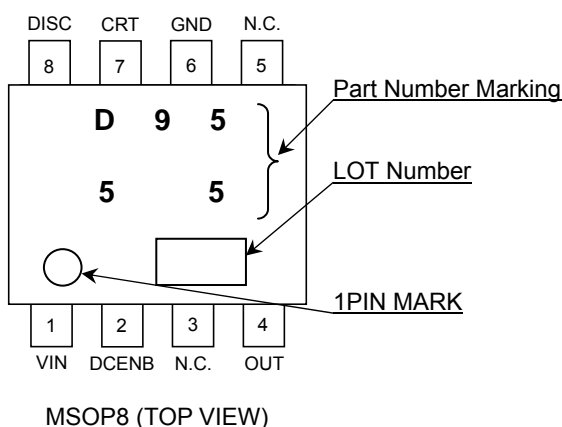 DISC CRT GND N.C.
8 7 6 5
Part Number Marking
D 9 5
LOT Number
5 5
1PIN MARK
1 2 3 4
VIN DCENB N.C. OUT
MSOP8 (TOP VIEW)